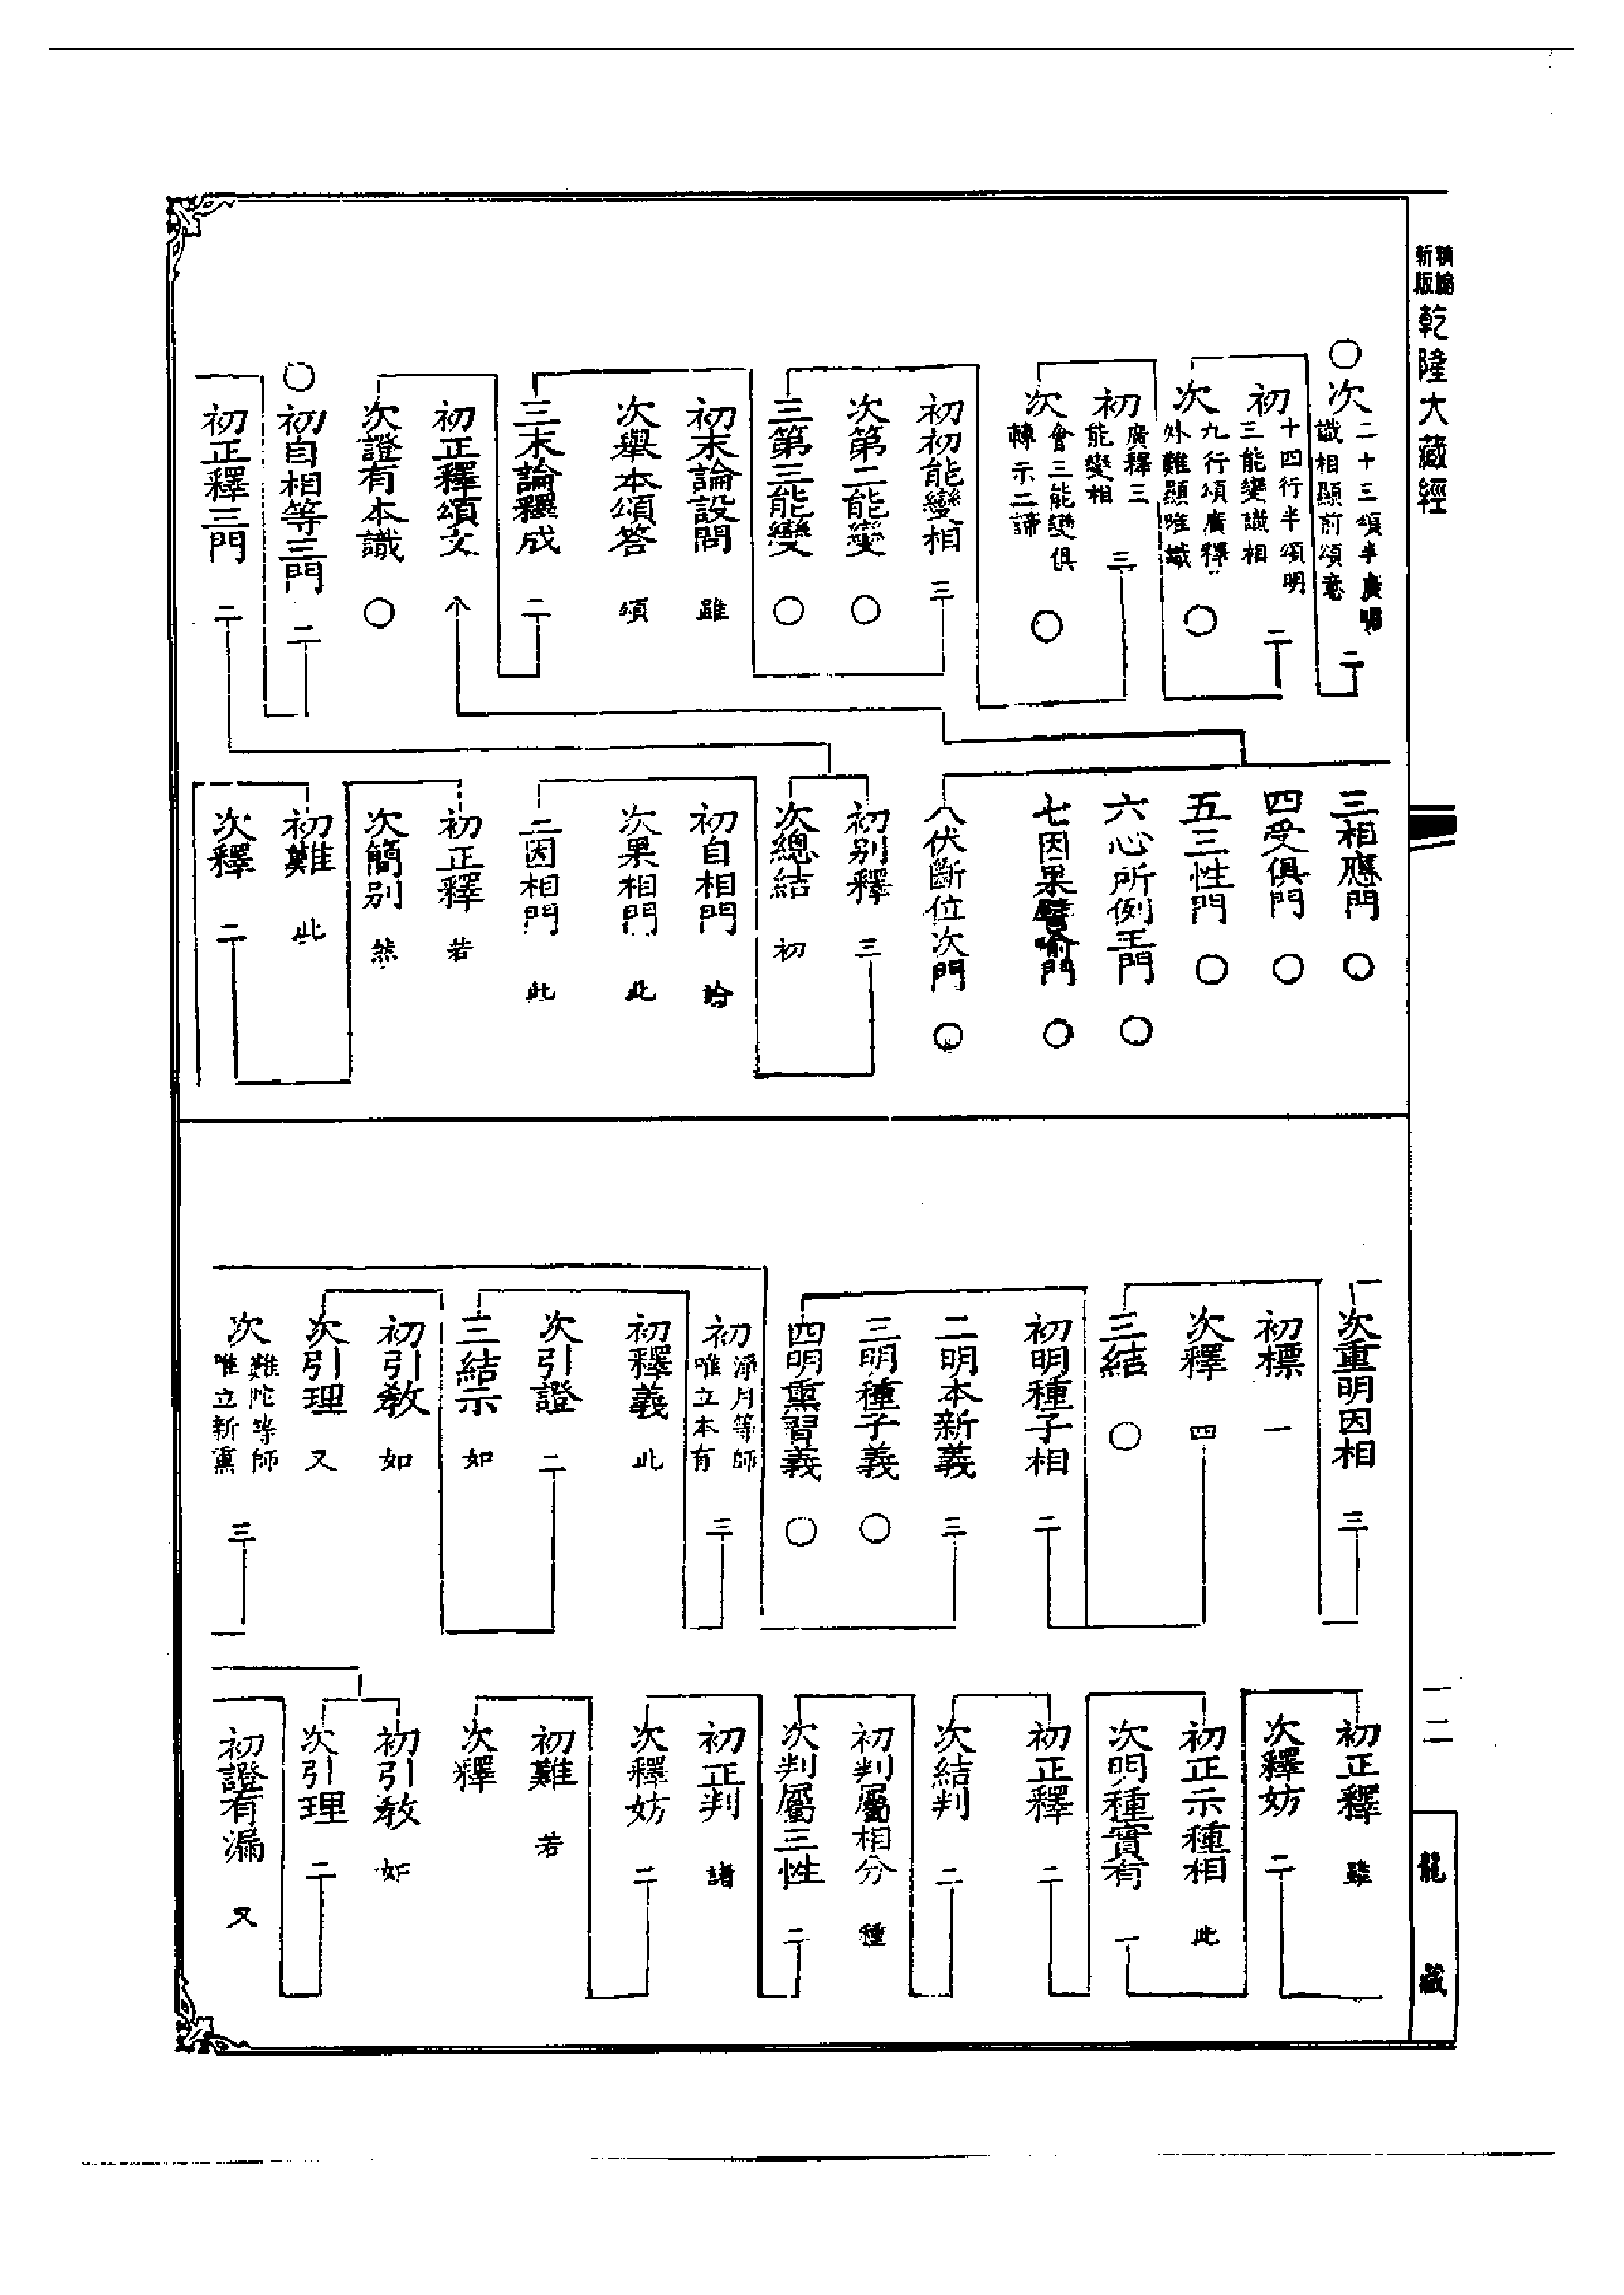 新版
乾隆大藏經
○次二十三頌半廣明識相顯前頌意 二
初十四行半頌明三能變識相 二
次九行頌廣釋外難顯唯識 ○
初廣釋三能變相 三
次會三能變俱轉示二諦 ○
初初能變相 三
次第二能變 ○
三第三能變 ○
初末論設問 雖
次舉本頌答 頌
三末論釋成 二
初正釋頌文 个
次證有本識 ○
○初自相等三門 二
初正釋三門 二
三相應門 ○
四受俱門 ○
五三性門 ○
六心所例王門 ○
七因果譬喻門 ○
八伏斷位次門 ○
初別釋 三
次總結 初
初自相門 論
次果相門 此
二因相門 此
初正釋 若
次簡別 然
初難 此
次釋 二
次重明因相 三
初標 一
次釋 四
三結 ○
初明種子相 二
二明本新義 三
三明種子義 ○
四明熏習義 ○
初淨月等師唯立本有 三
初釋義 此
次引證 二
三結示 如
初引教 如
次引理 又
次難陀等師唯立新熏 三
初正釋 雖
次釋妨 二
初正示種相 此
次明種實有 一
初正釋 二
次結判 二
初判屬相分 種
次判屬三性 二
初正判 諸
次釋妨 二
初難 若
次釋
初引教 如
次引理 二
初證有漏 又
一二
龍藏